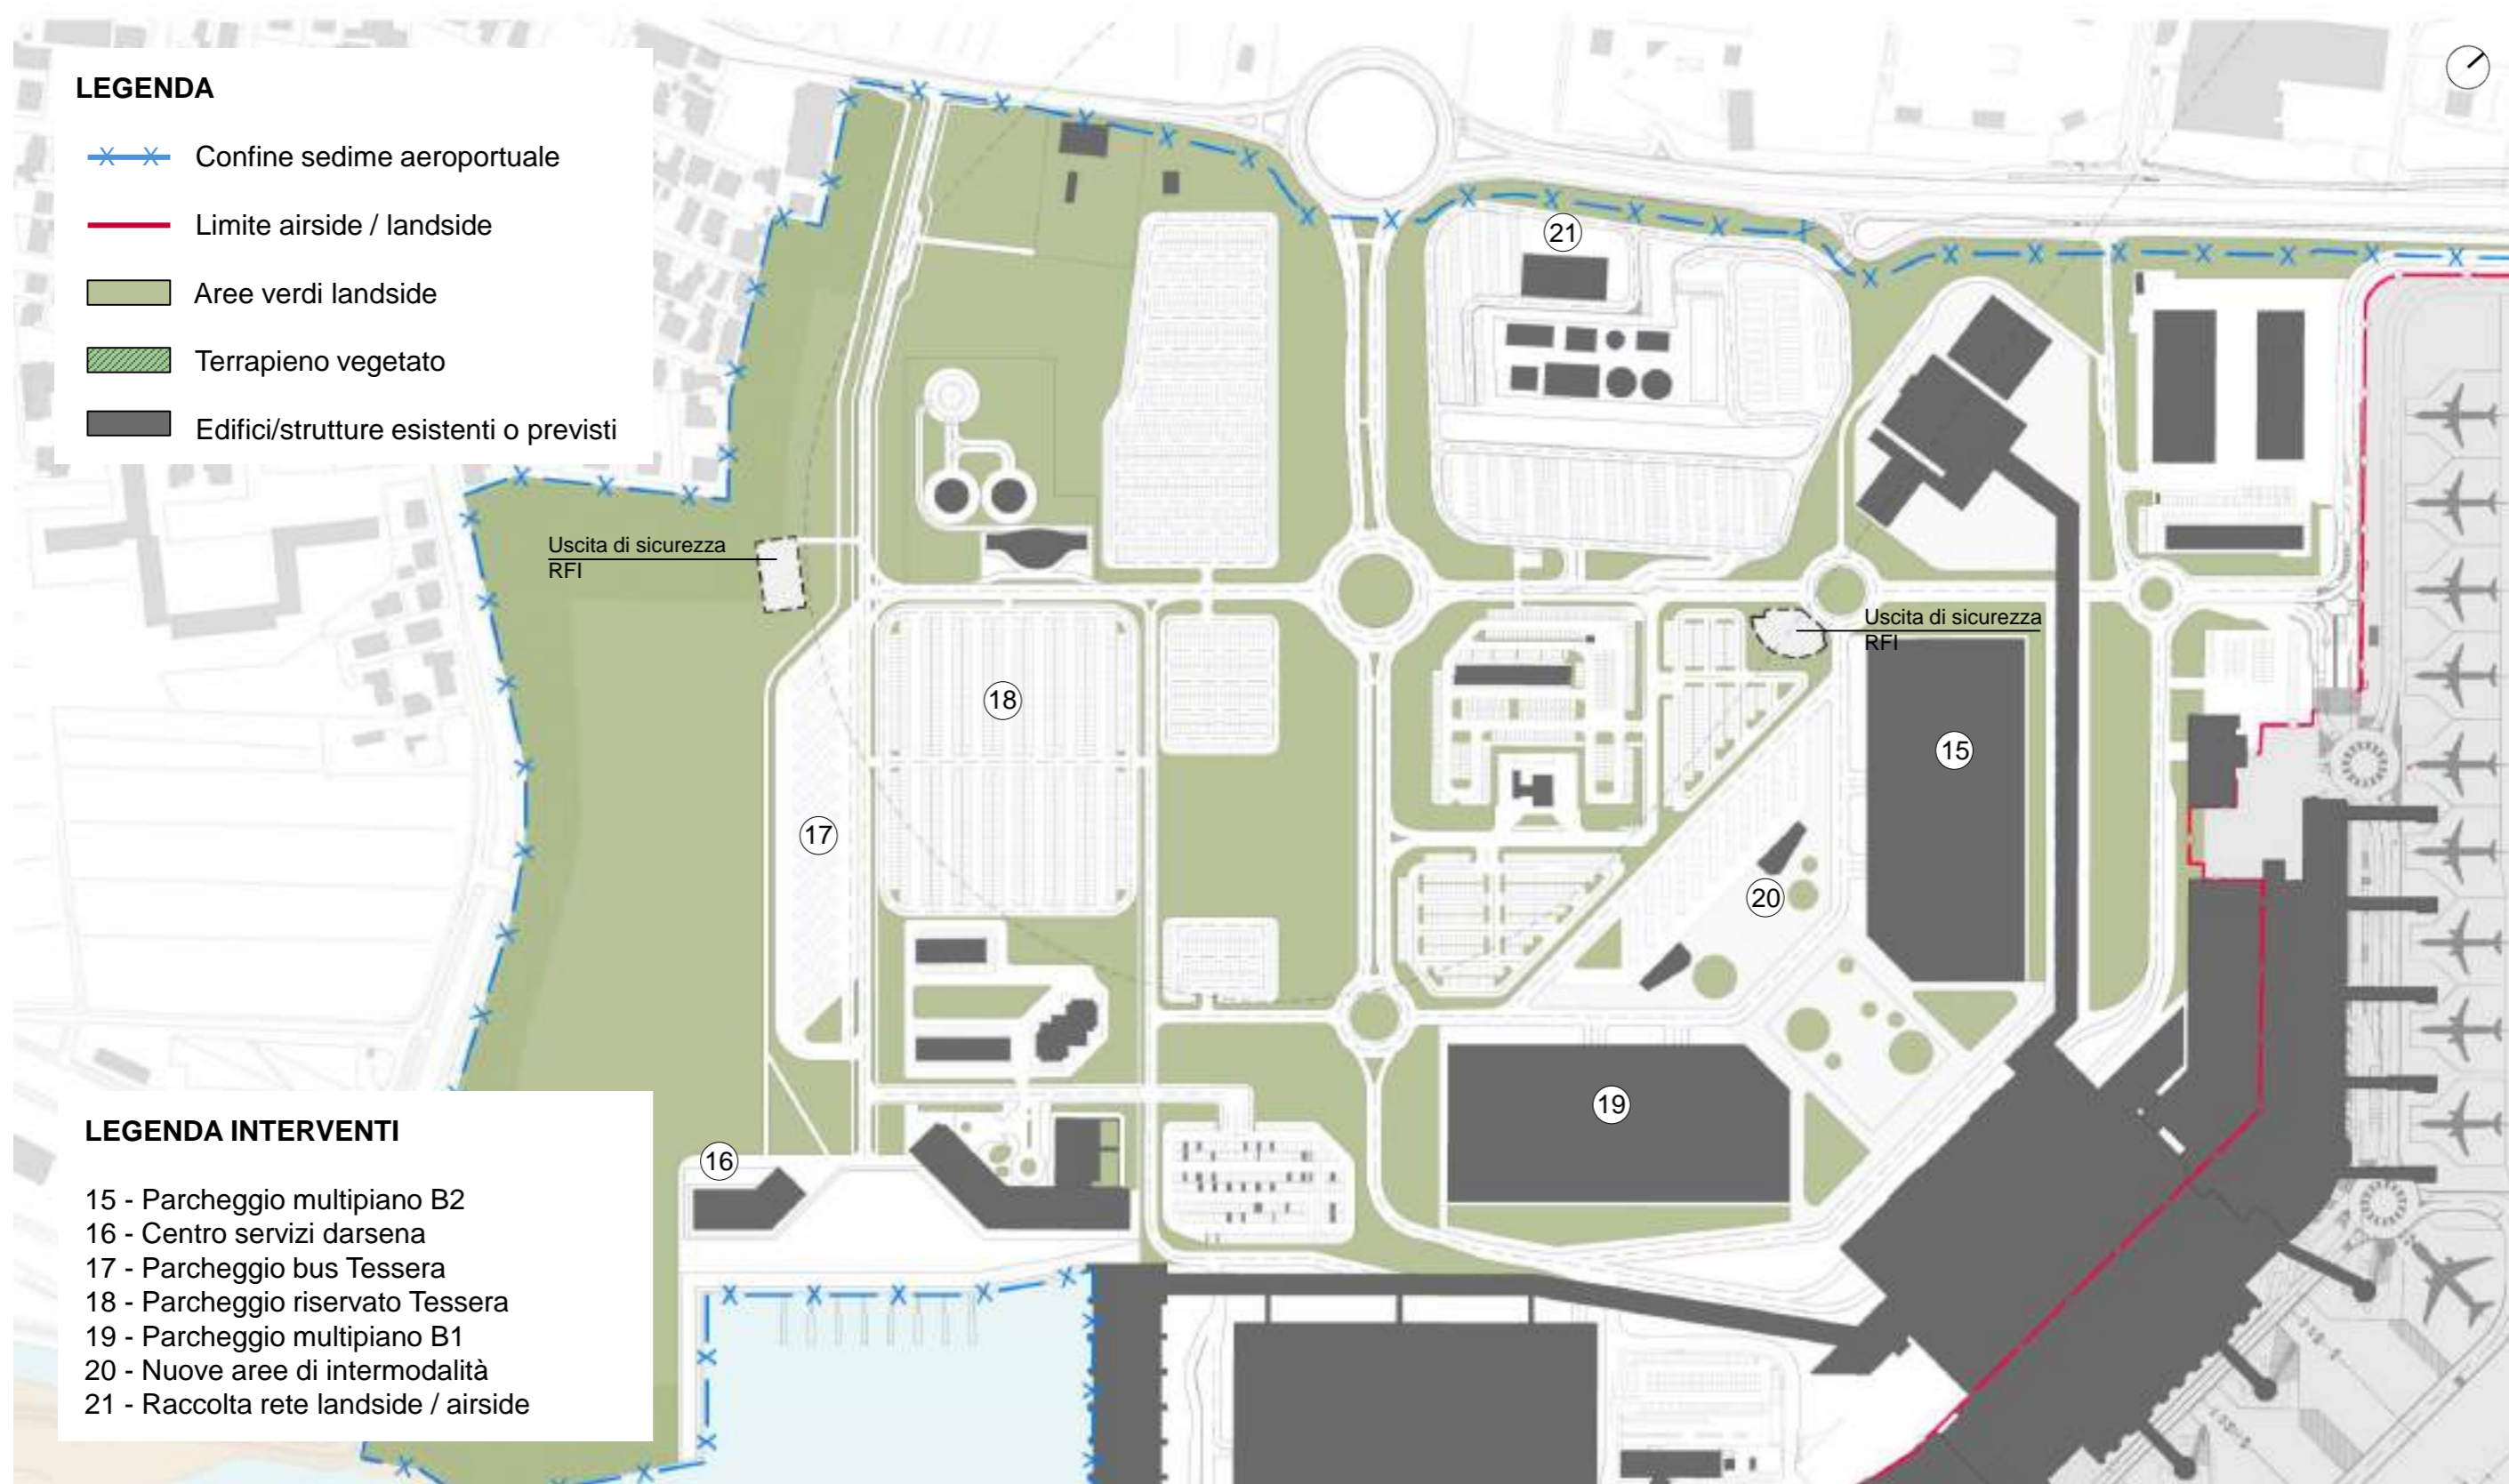 LEGENDA
Confine sedime aeroportuale
Limite airside / landside
Aree verdi landside
Terrapieno vegetato
Edifici/strutture esistenti o previsti
21
Uscita di sicurezza
RFI
Uscita di sicurezza
RFI
18
15
17
20
19
16
LEGENDA INTERVENTI
15 - Parcheggio multipiano B2
16 - Centro servizi darsena
17 - Parcheggio bus Tessera
18 - Parcheggio riservato Tessera
19 - Parcheggio multipiano B1
20 - Nuove aree di intermodalità
21 - Raccolta rete landside / airside